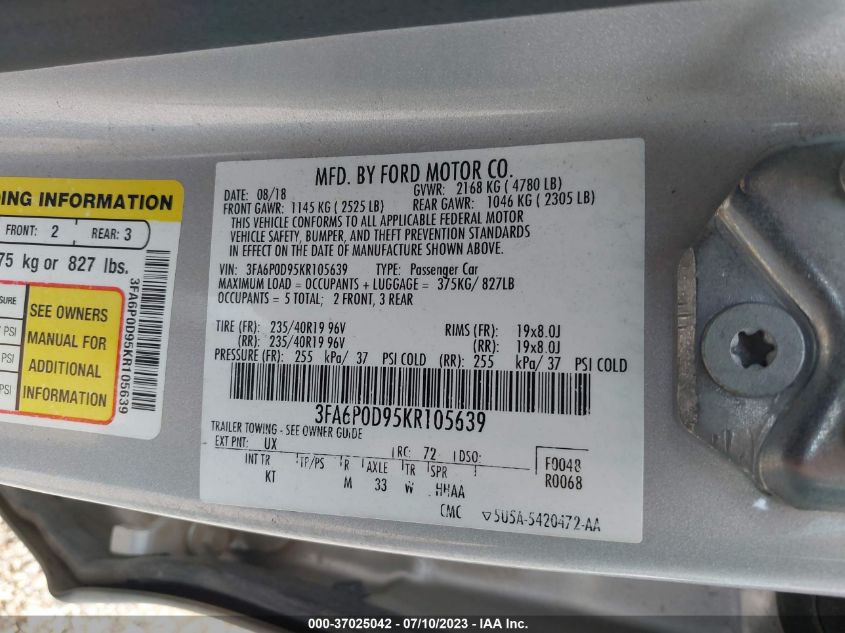 DING INFORMATION
FRONT: 2 REAR: 3
75 kg or 827 lbs.
SURE
PSI
PSI
SEE OWNERS
MANUAL FOR
ADDITIONAL
INFORMATION
3FA6P0D95KR105639
MFD. BY FORD MOTOR CO.
DATE: 08/18 GVWR: 2168 KG ( 4780 LB)
FRONT GAWR: 1145 KG ( 2525 LB) REAR GAWR: 1046 KG ( 2305 LB)
THIS VEHICLE CONFORMS TO ALL APPLICABLE FEDERAL MOTOR
VEHICLE SAFETY, BUMPER, AND THEFT PREVENTION STANDARDS
IN EFFECT ON THE DATE OF MANUFACTURE SHOWN ABOVE.
VIN: 3FA6P0D95KR105639 TYPE: Passenger Car
MAXIMUM LOAD = OCCUPANTS + LUGGAGE = 375KG/ 827LB
OCCUPANTS = 5 TOTAL; 2 FRONT, 3 REAR
TIRE (FR): 235/40R19 96V RIMS (FR): 19x8.0J
(RR): 235/40R19 96V (RR): 19x8.0J
PRESSURE (FR): 255 kPa/ 37 PSI COLD (RR): 255 kPa/ 37 PSI COLD
3FA6P0D95KR105639
TRAILER TOWING - SEE OWNER GUIDE
EXT PNT: UX RC: 72 DSO: F0048
INT TR TP/PS R AXLE TR SPR R0068
KT M 33 W HHAA
CMC 5U5A-5420472-AA
000-37025042 - 07/10/2023 - IAA Inc.